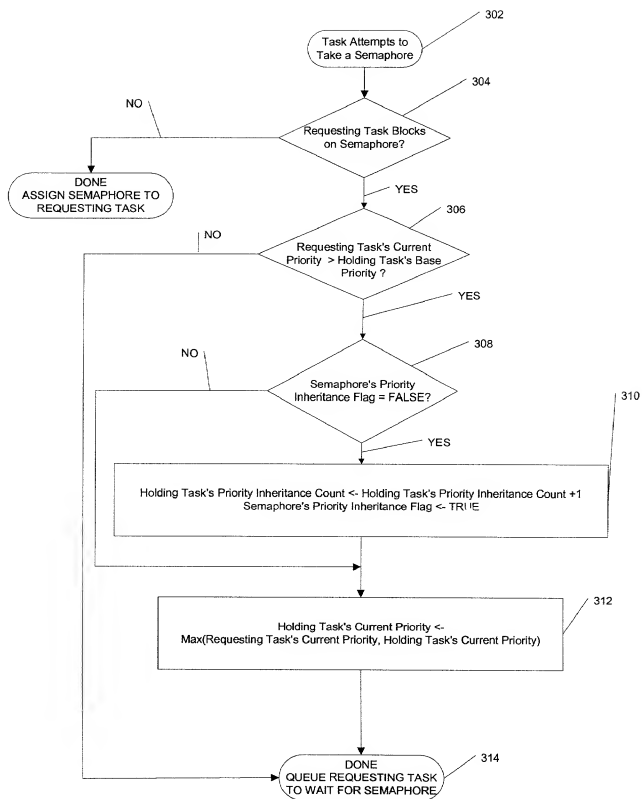 302
Task Attempts to
Take a Semaphore
304
NO
Requesting Task Blocks
on Semaphore?
DONE
ASSIGN SEMAPHORE TO
REQUESTING TASK
YES
306
NO
Requesting Task's Current
Priority > Holding Task's Base
Priority ?
YES
308
NO
Semaphore's Priority
Inheritance Flag = FALSE?
310
YES
Holding Task's Priority Inheritance Count <- Holding Task's Priority Inheritance Count +1
Semaphore's Priority Inheritance Flag <- TRUE
312
Holding Task's Current Priority <-
Max(Requesting Task's Current Priority, Holding Task's Current Priority)
314
DONE
QUEUE REQUESTING TASK
TO WAIT FOR SEMAPHORE